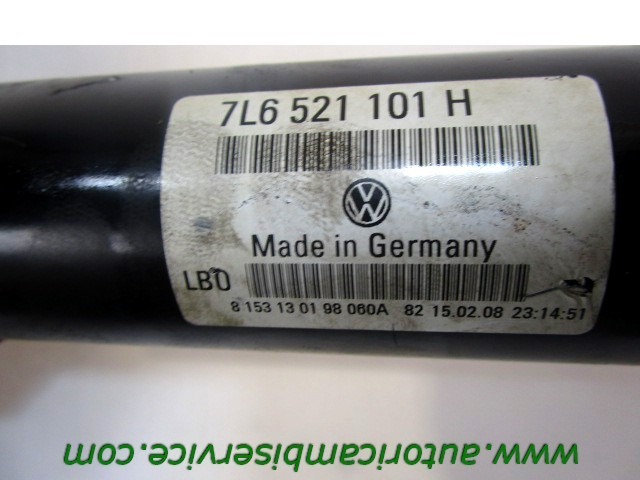 7L6 521 101 H
Made in Germany
LB0
8 153 13 01 98 060A 82 15.02.08 23:14:51
www.autoricambiservice.com